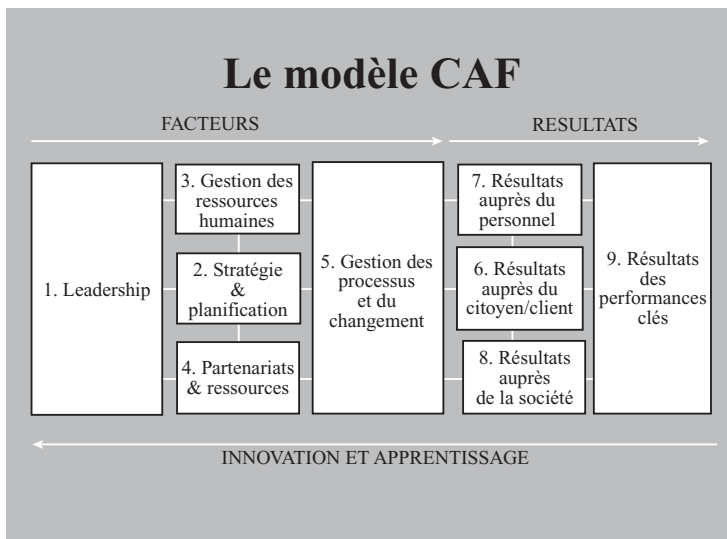 Le modèle CAF
FACTEURS
RESULTATS
1. Leadership
3. Gestion des
ressources
humaines
2. Stratégie
&
planification
4. Partenariats
& ressources
5. Gestion des
processus
et du
changement
7. Résultats
auprès du
personnel
6. Résultats
auprès du
citoyen/client
8. Résultats
auprès
de la société
9. Résultats
des
performances
clés
INNOVATION ET APPRENTISSAGE